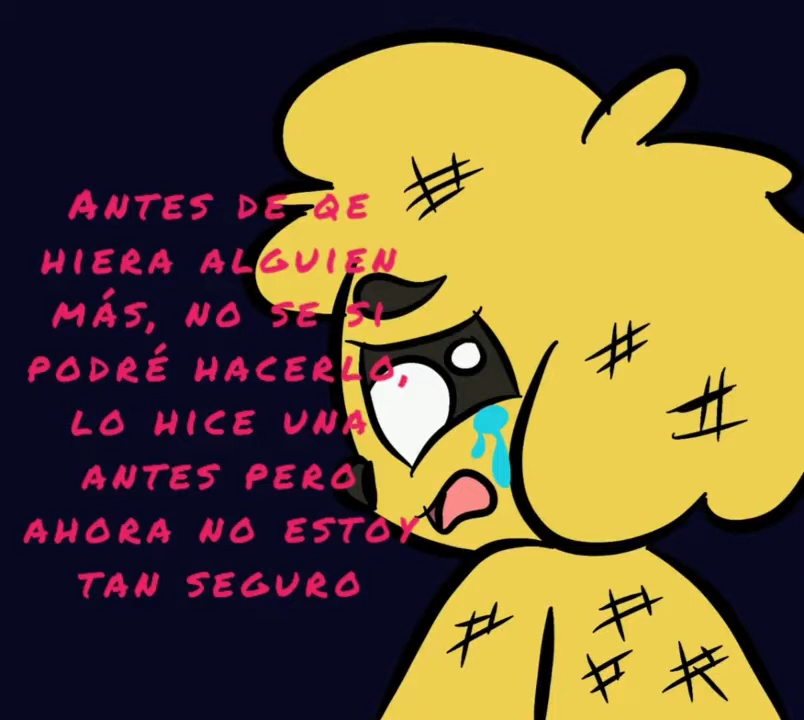 ANTES DE QE
HIERA ALGUIEN
MÁS, NO SE SI
PODRÉ HACERLO,
LO HICE UNA
ANTES PERO
AHORA NO ESTOY
TAN SEGURO